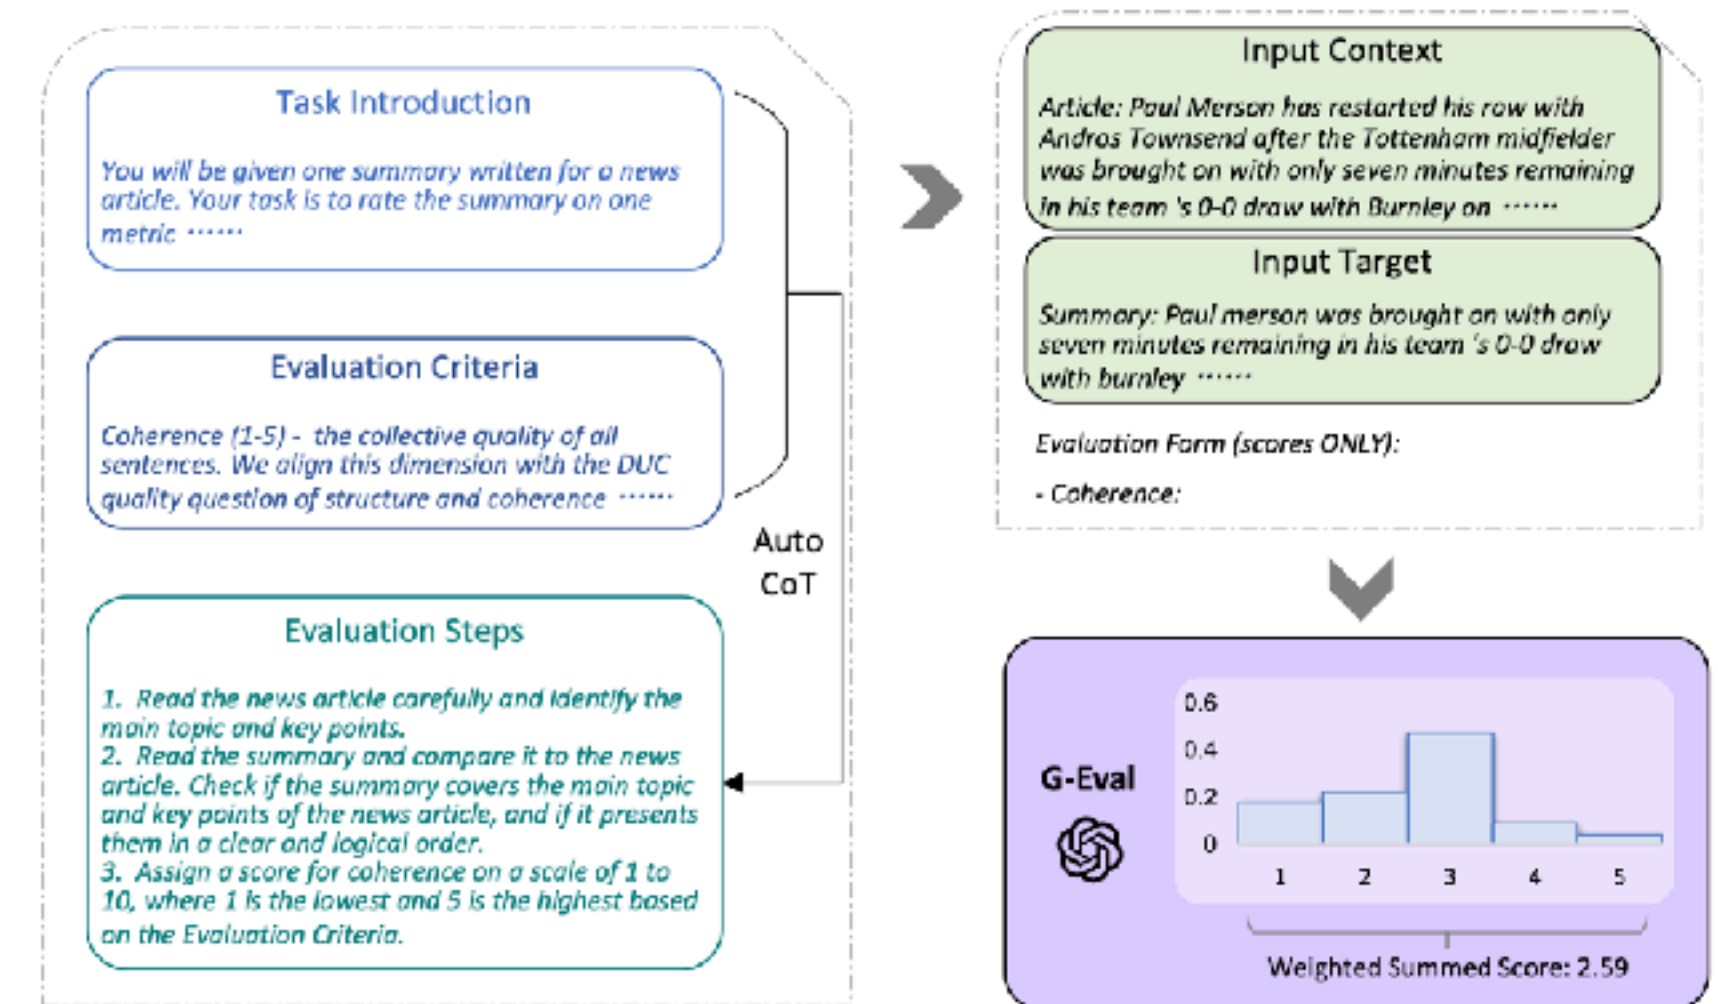 Task Introduction
You will be given one summary written for a news
article. Your task is to rate the summary on one
metric ······
Evaluation Criteria
Coherence (1-5) - the collective quality of all
sentences. We align this dimension with the DUC
quality question of structure and coherence ······
Auto
CoT
Evaluation Steps
1. Read the news article carefully and identify the
main topic and key points.
2. Read the summary and compare it to the news
article. Check if the summary covers the main topic
and key points of the news article, and if it presents
them in a clear and logical order.
3. Assign a score for coherence on a scale of 1 to
10, where 1 is the lowest and 5 is the highest based
on the Evaluation Criteria.
Input Context
Article: Paul Merson has restarted his row with
Andros Townsend after the Tottenham midfielder
was brought on with only seven minutes remaining
in his team 's 0-0 draw with Burnley on ······
Input Target
Summary: Paul merson was brought on with only
seven minutes remaining in his team 's 0-0 draw
with burnley ······
Evaluation Form (scores ONLY):
- Coherence:
G-Eval
0.6
0.4
0.2
0
1 2 3 4 5
Weighted Summed Score: 2.59